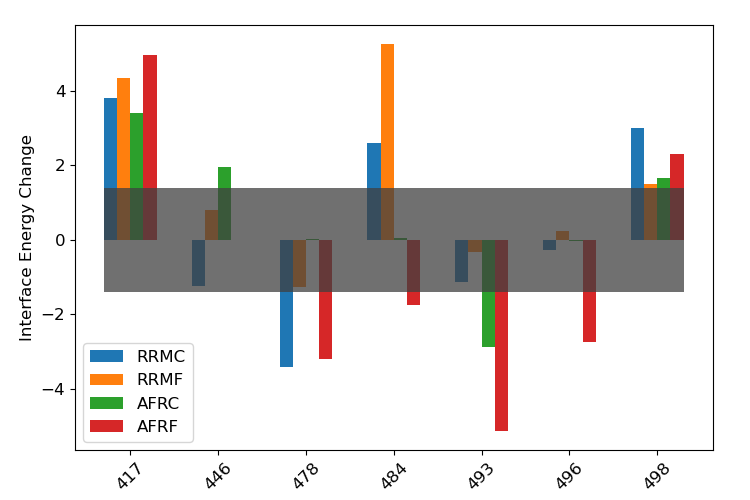 Interface Energy Change
4
2
0
−2
−4
RRMC
RRMF
AFRC
AFRF
417 446 478 484 493 496 498